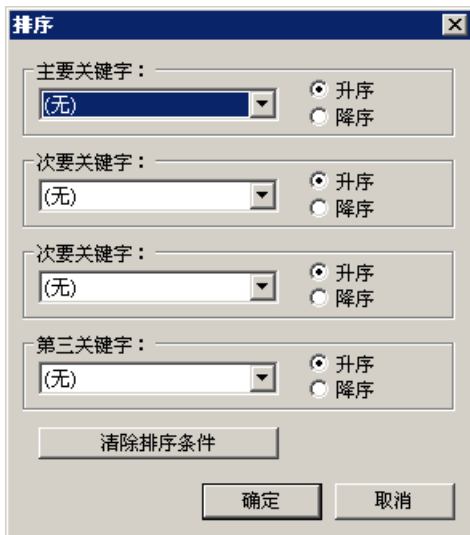 排序
主要关键字：
(无)
升序
降序
次要关键字：
(无)
升序
降序
次要关键字：
(无)
升序
降序
第三关键字：
(无)
升序
降序
清除排序条件
确定
取消